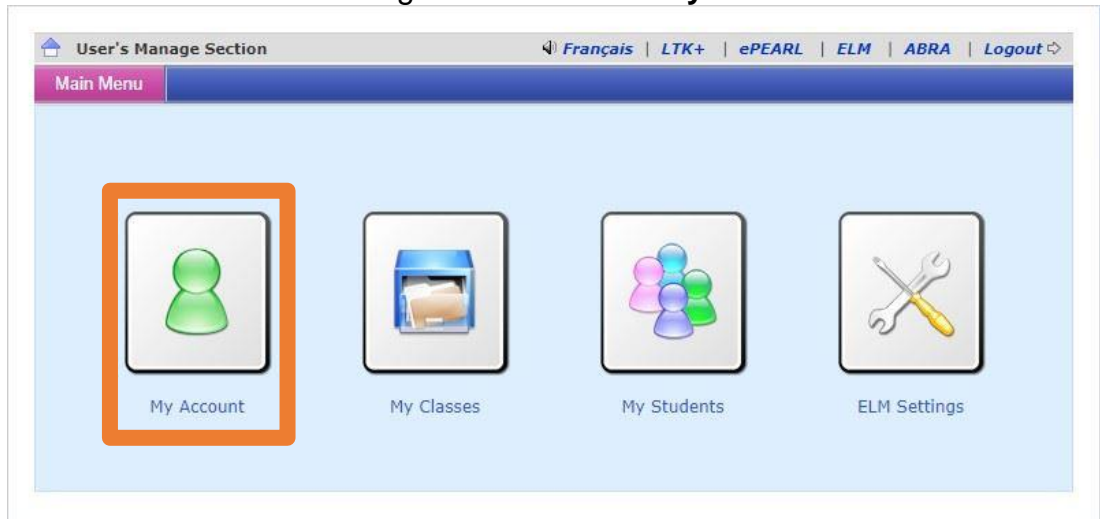 User's Manage Section Français | LTK+ | ePEARL | ELM | ABRA | Logout
Main Menu
My Account My Classes My Students ELM Settings